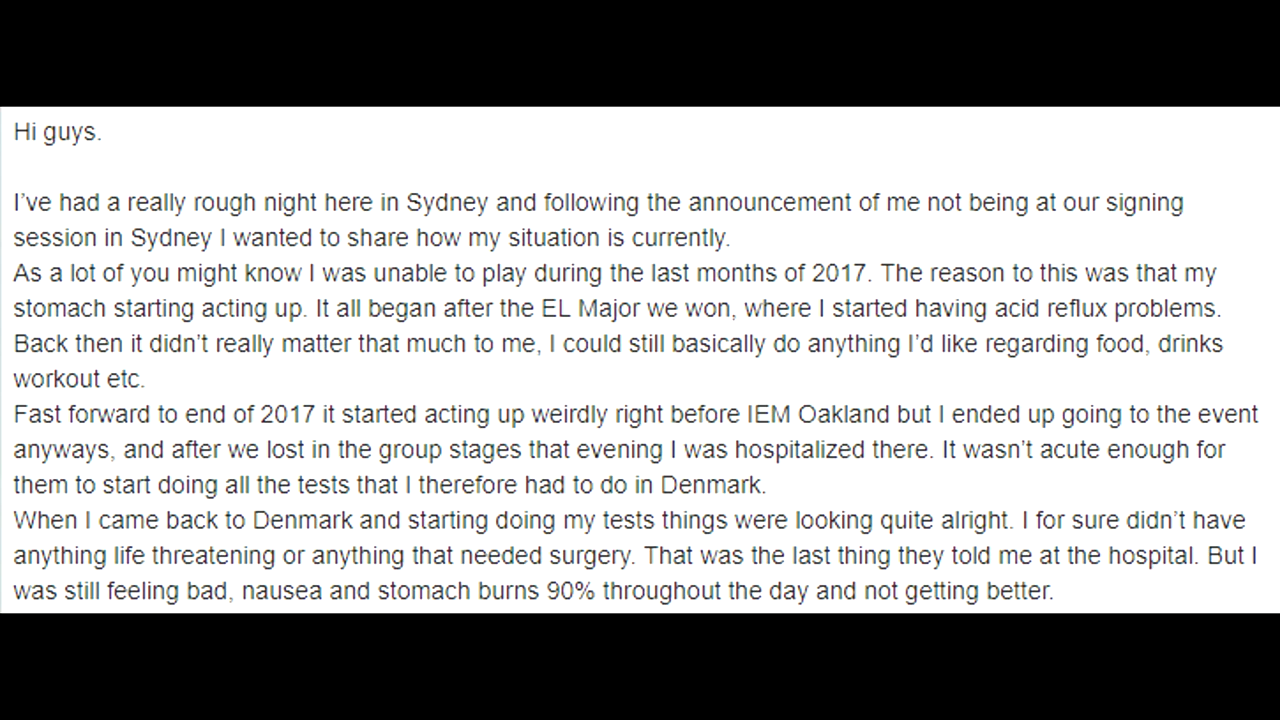 Hi guys.
I’ve had a really rough night here in Sydney and following the announcement of me not being at our signing
session in Sydney I wanted to share how my situation is currently.
As a lot of you might know I was unable to play during the last months of 2017. The reason to this was that my
stomach starting acting up. It all began after the EL Major we won, where I started having acid reflux problems.
Back then it didn’t really matter that much to me, I could still basically do anything I’d like regarding food, drinks
workout etc.
Fast forward to end of 2017 it started acting up weirdly right before IEM Oakland but I ended up going to the event
anyways, and after we lost in the group stages that evening I was hospitalized there. It wasn’t acute enough for
them to start doing all the tests that I therefore had to do in Denmark.
When I came back to Denmark and starting doing my tests things were looking quite alright. I for sure didn’t have
anything life threatening or anything that needed surgery. That was the last thing they told me at the hospital. But I
was still feeling bad, nausea and stomach burns 90% throughout the day and not getting better.